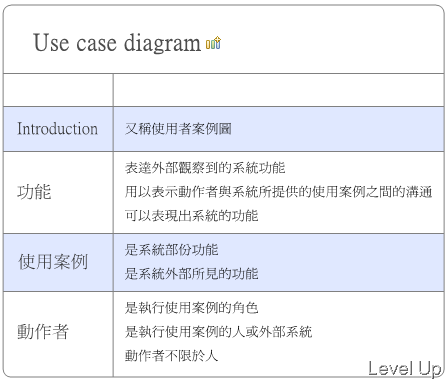 Use case diagram
Introduction
又稱使用者案例圖
功能
表達外部觀察到的系統功能
用以表示動作者與系統所提供的使用案例之間的溝通
可以表現出系統的功能
使用案例
是系統部份功能
是系統外部所見的功能
動作者
是執行使用案例的角色
是執行使用案例的人或外部系統
動作者不限於人
Level Up